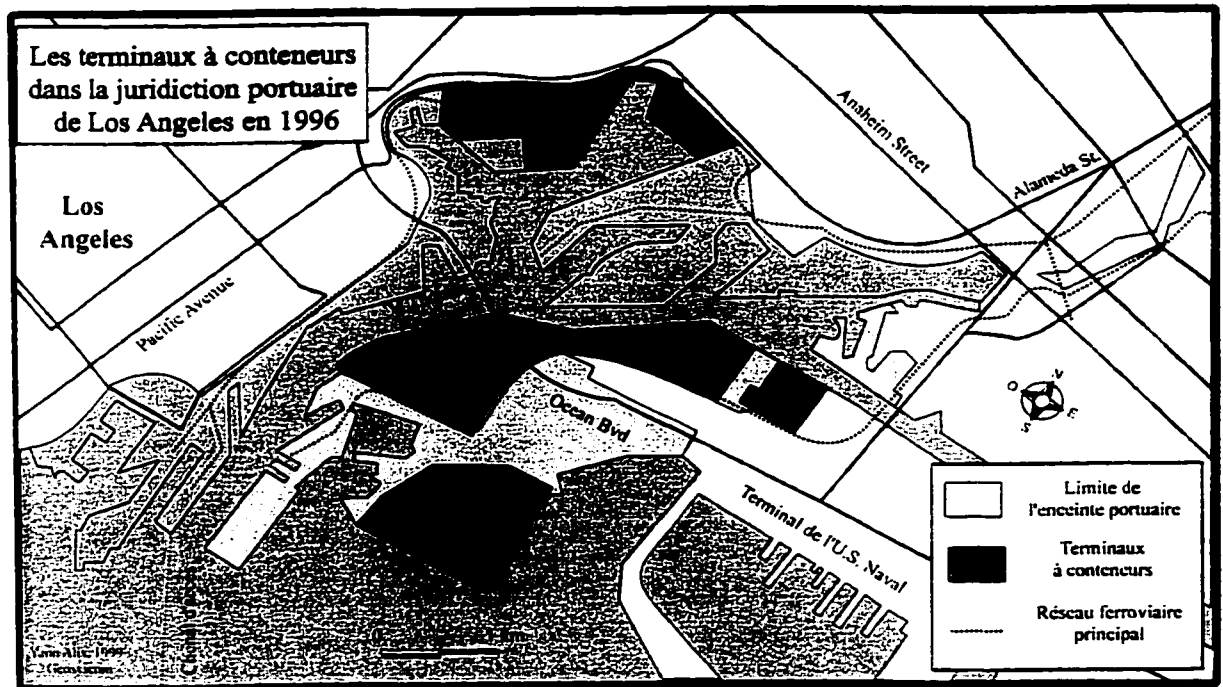 Les terminaux à conteneurs
dans la juridiction portuaire
de Los Angeles en 1996
Los
Angeles
Pacific Avenue
Anaheim Street
Alameda St.
Ocean Bvd
Terminal de l'U.S. Naval
O
N
S
E
Limite de
l'enceinte portuaire
Terminaux
à conteneurs
Réseau ferroviaire
principal
1999